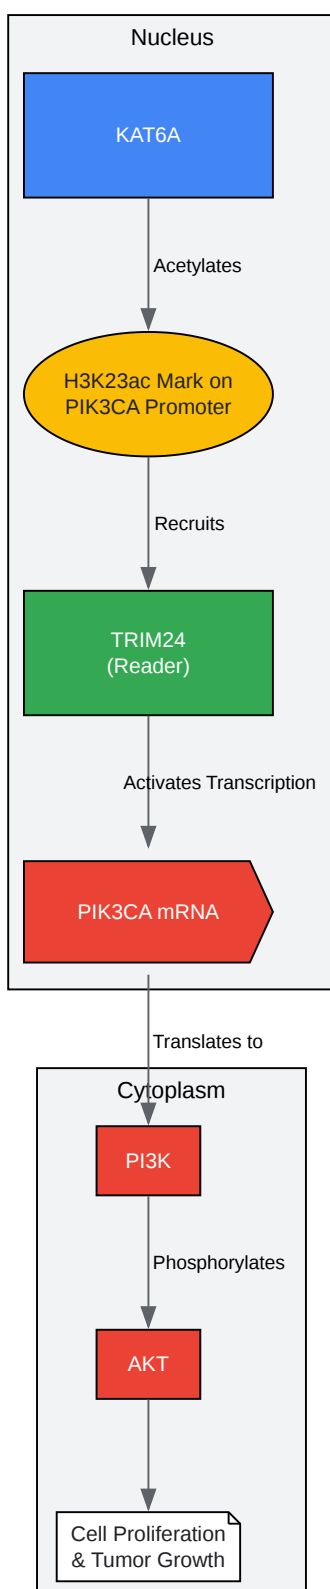 Nucleus
KAT6A
Acetylates
H3K23ac Mark on
PIK3CA Promoter
Recruits
TRIM24
(Reader)
Activates Transcription
PIK3CA mRNA
Translates to
Cytoplasm
PI3K
Phosphorylates
AKT
Cell Proliferation
& Tumor Growth